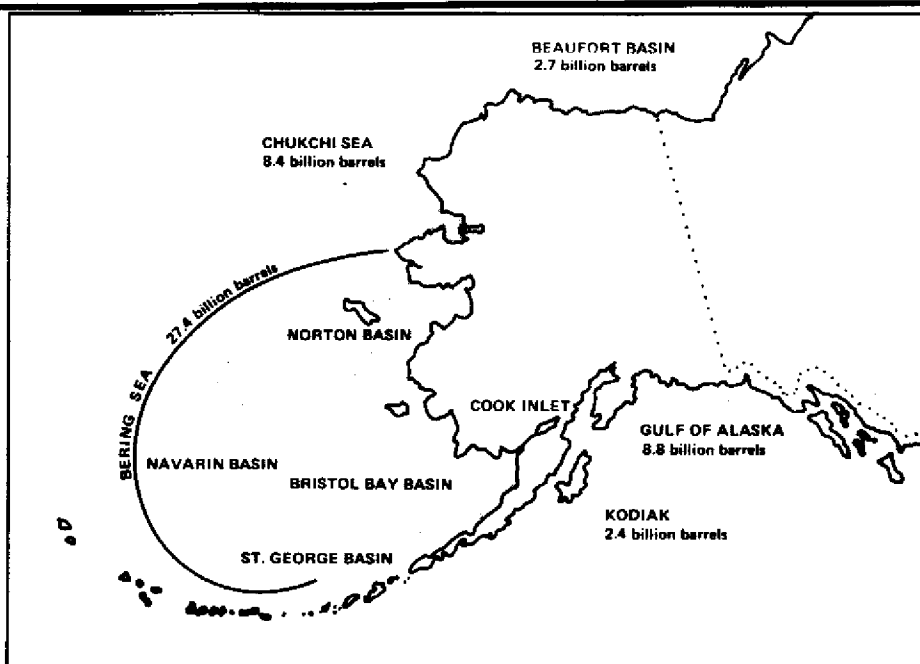 BEAUFORT BASIN
2.7 billion barrels
CHUKCHI SEA
8.4 billion barrels
BERING SEA 27.4 billion barrels
NORTON BASIN
COOK INLET
GULF OF ALASKA
8.8 billion barrels
NAVARIN BASIN
BRISTOL BAY BASIN
KODIAK
2.4 billion barrels
ST. GEORGE BASIN